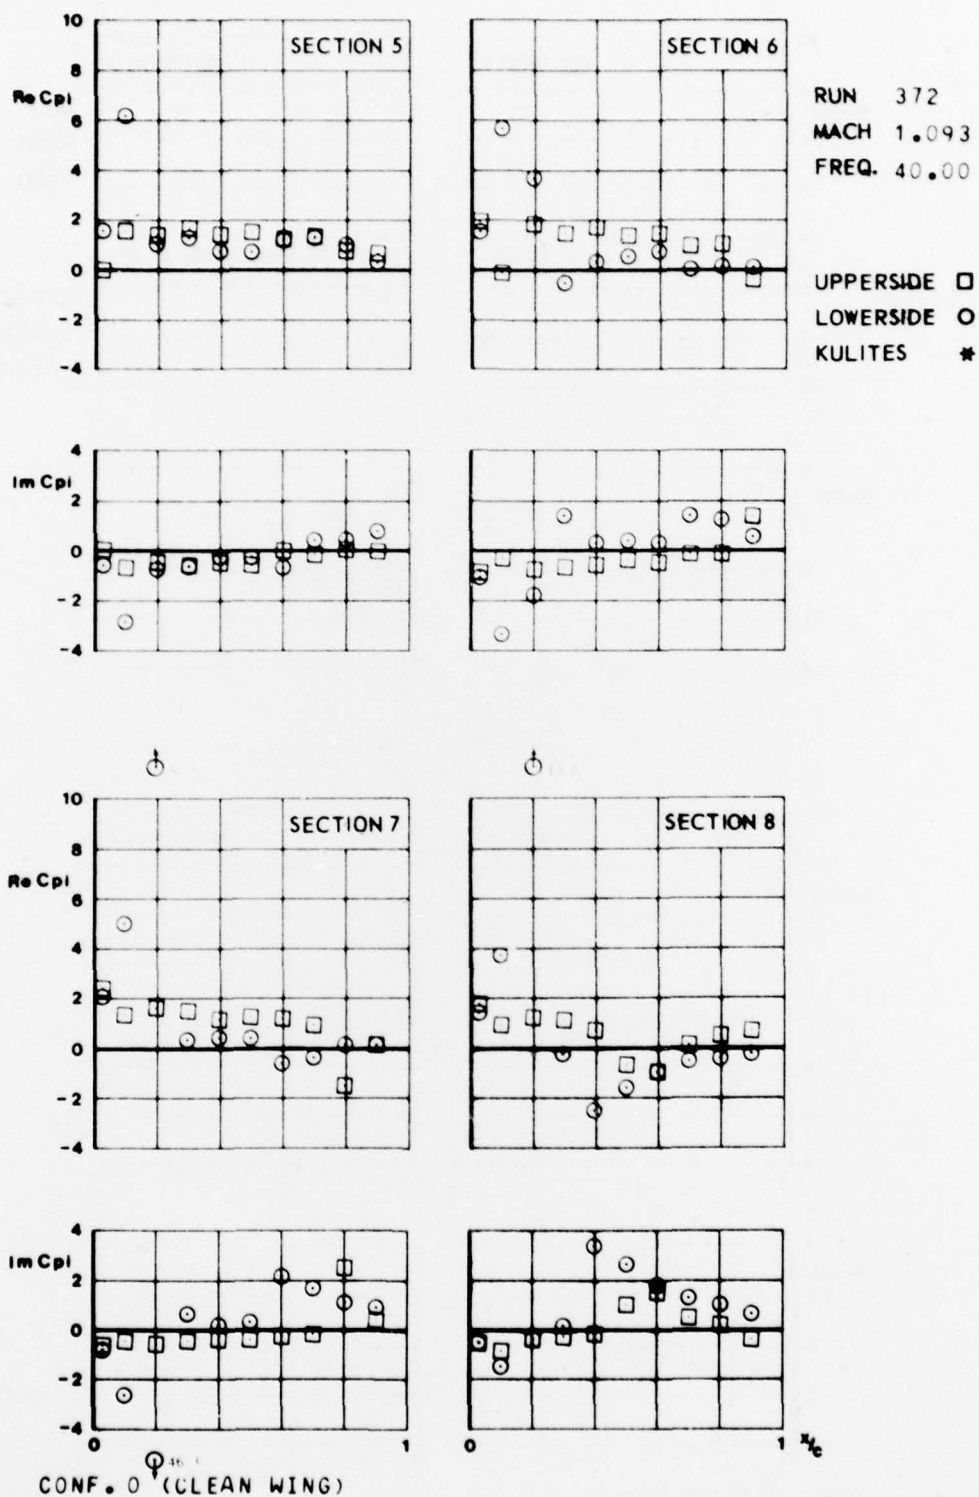 10
8
6
4
2
0
-2
-4
Re Cpi
SECTION 5
SECTION 6
RUN 372
MACH 1.093
FREQ. 40.00
UPPERSIDE □
LOWERSIDE ○
KULITES *
4
2
0
-2
-4
Im Cpi
10
8
6
4
2
0
-2
-4
Re Cpi
SECTION 7
SECTION 8
4
2
0
-2
-4
Im Cpi
0 1 0 1 x/c
CONF. 0 (CLEAN WING)